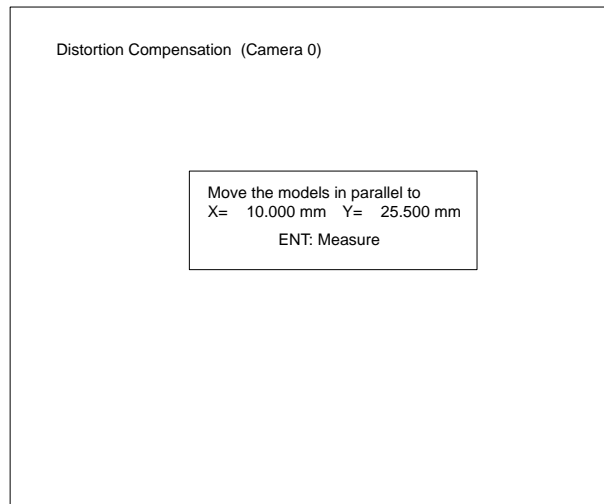 Distortion Compensation (Camera 0)
Move the models in parallel to
X= 10.000 mm Y= 25.500 mm
ENT: Measure